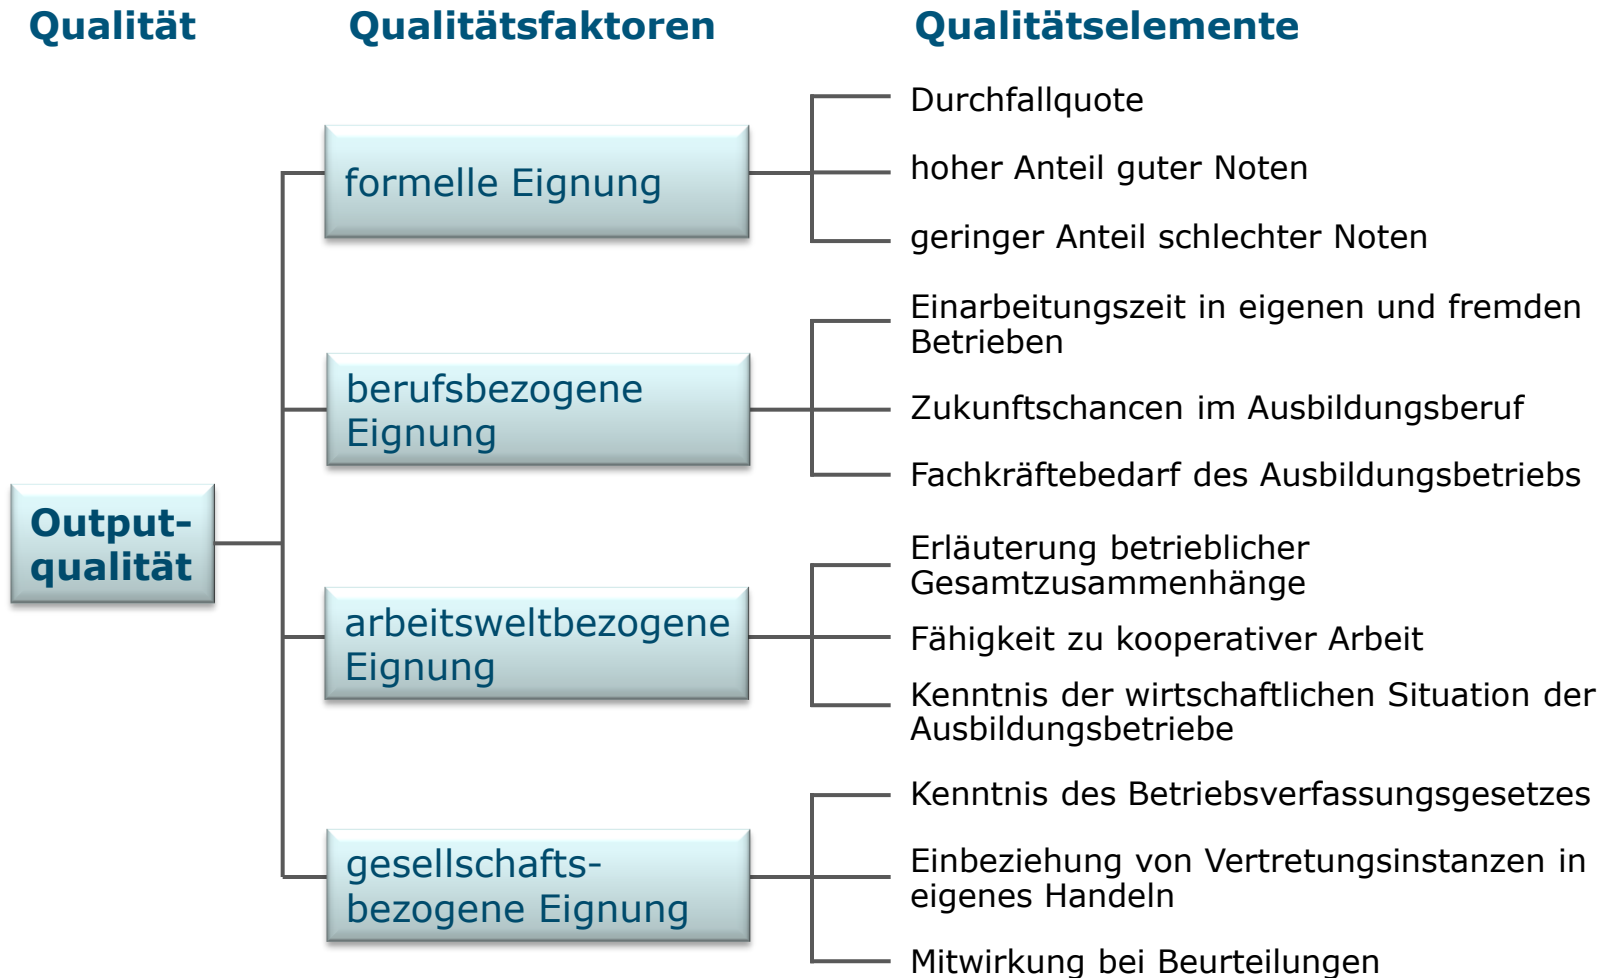 Qualität
Qualitätsfaktoren
Qualitätselemente
Output-
qualität
formelle Eignung
Durchfallquote
hoher Anteil guter Noten
geringer Anteil schlechter Noten
berufsbezogene
Eignung
Einarbeitungszeit in eigenen und fremden
Betrieben
Zukunftschancen im Ausbildungsberuf
Fachkräftebedarf des Ausbildungsbetriebs
arbeitsweltbezogene
Eignung
Erläuterung betrieblicher
Gesamtzusammenhänge
Fähigkeit zu kooperativer Arbeit
Kenntnis der wirtschaftlichen Situation der
Ausbildungsbetriebe
gesellschafts-
bezogene Eignung
Kenntnis des Betriebsverfassungsgesetzes
Einbeziehung von Vertretungsinstanzen in
eigenes Handeln
Mitwirkung bei Beurteilungen